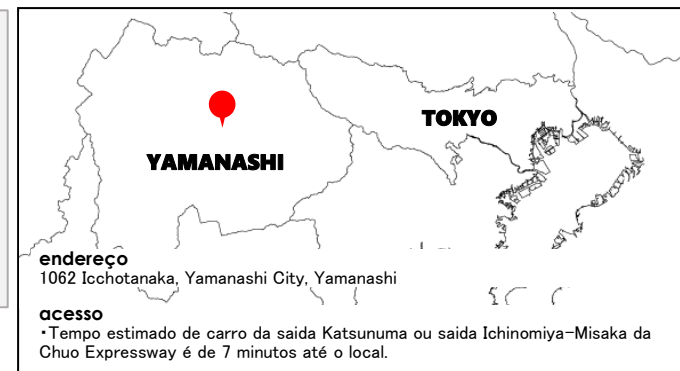 TOKYO
YAMANASHI
endereço
1062 Icchotanaka, Yamanashi City, Yamanashi
acesso
・Tempo estimado de carro da saida Katsunuma ou saida Ichinomiya-Misaka da
Chuo Expressway é de 7 minutos até o local.